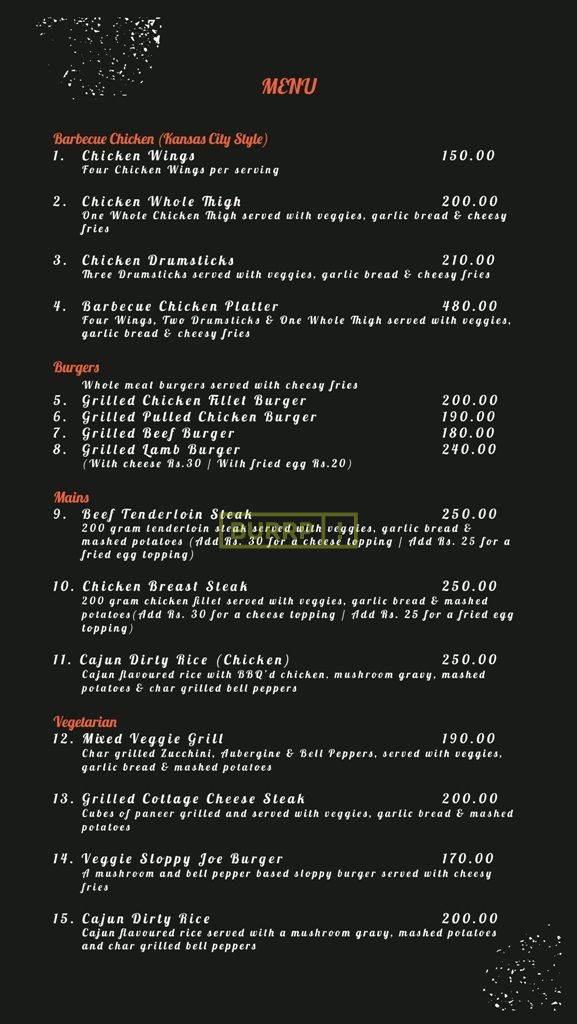 MENU
Barbecue Chicken (Kansas City Style)
1. Chicken Wings 150.00
Four Chicken Wings per serving
2. Chicken Whole Thigh 200.00
One Whole Chicken Thigh served with veggies, garlic bread & cheesy
fries
3. Chicken Drumsticks 210.00
Three Drumsticks served with veggies, garlic bread & cheesy fries
4. Barbecue Chicken Platter 480.00
Four Wings, Two Drumsticks & One Whole Thigh served with veggies,
garlic bread & cheesy fries
Burgers
Whole meat burgers served with cheesy fries
5. Grilled Chicken Fillet Burger 200.00
6. Grilled Pulled Chicken Burger 190.00
7. Grilled Beef Burger 180.00
8. Grilled Lamb Burger 240.00
(With cheese Rs.30 | With fried egg Rs.20)
Mains
9. Beef Tenderloin Steak 250.00
200 gram tenderloin steak served with veggies, garlic bread &
mashed potatoes (Add Rs. 30 for a cheese topping | Add Rs. 25 for a
fried egg topping)
BURRP!
10. Chicken Breast Steak 250.00
200 gram chicken fillet served with veggies, garlic bread & mashed
potatoes(Add Rs. 30 for a cheese topping | Add Rs. 25 for a fried egg
topping)
11. Cajun Dirty Rice (Chicken) 250.00
Cajun flavoured rice with BBQ'd chicken, mushroom gravy, mashed
potatoes & char grilled bell peppers
Vegetarian
12. Mixed Veggie Grill 190.00
Char grilled Zucchini, Aubergine & Bell Peppers, served with veggies,
garlic bread & mashed potatoes
13. Grilled Cottage Cheese Steak 200.00
Cubes of paneer grilled and served with veggies, garlic bread & mashed
potatoes
14. Veggie Sloppy Joe Burger 170.00
A mushroom and bell pepper based sloppy burger served with cheesy
fries
15. Cajun Dirty Rice 200.00
Cajun flavoured rice served with a mushroom gravy, mashed potatoes
and char grilled bell peppers